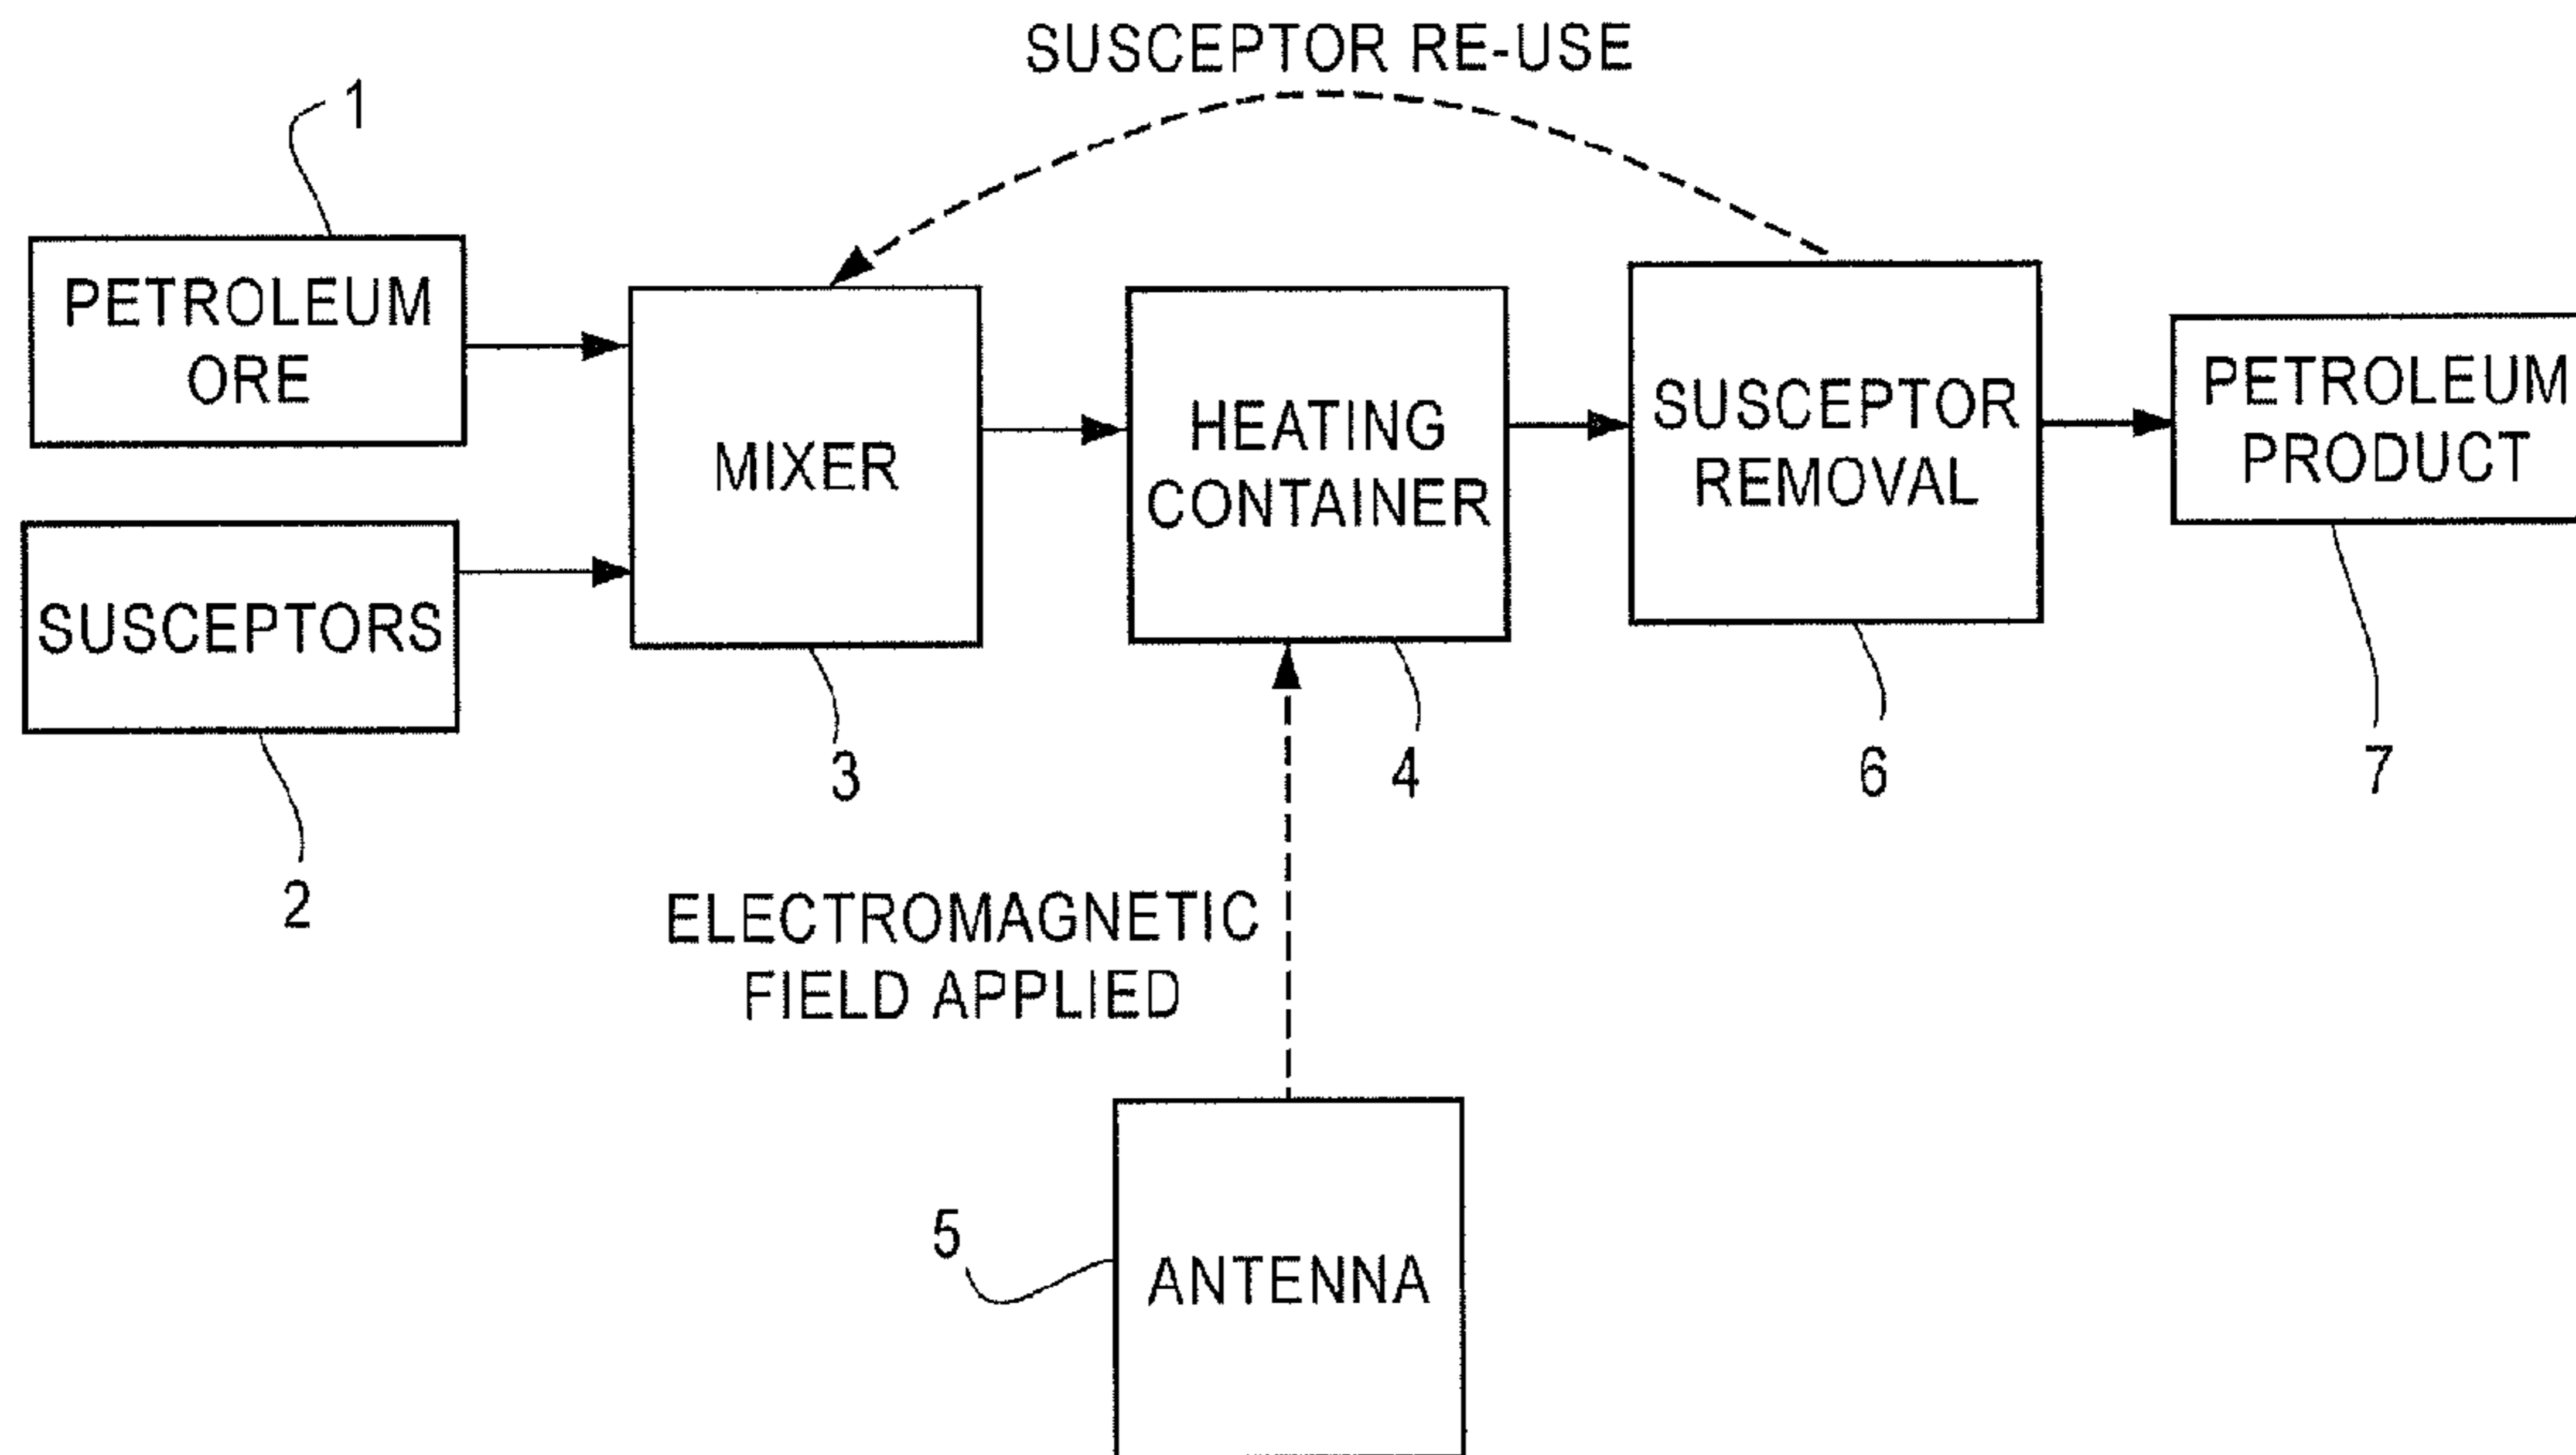 SUSCEPTOR RE-USE
1
PETROLEUM
ORE
SUSCEPTORS
2
MIXER
3
HEATING
CONTAINER
4
SUSCEPTOR
REMOVAL
6
PETROLEUM
PRODUCT
7
ELECTROMAGNETIC
FIELD APPLIED
5
ANTENNA